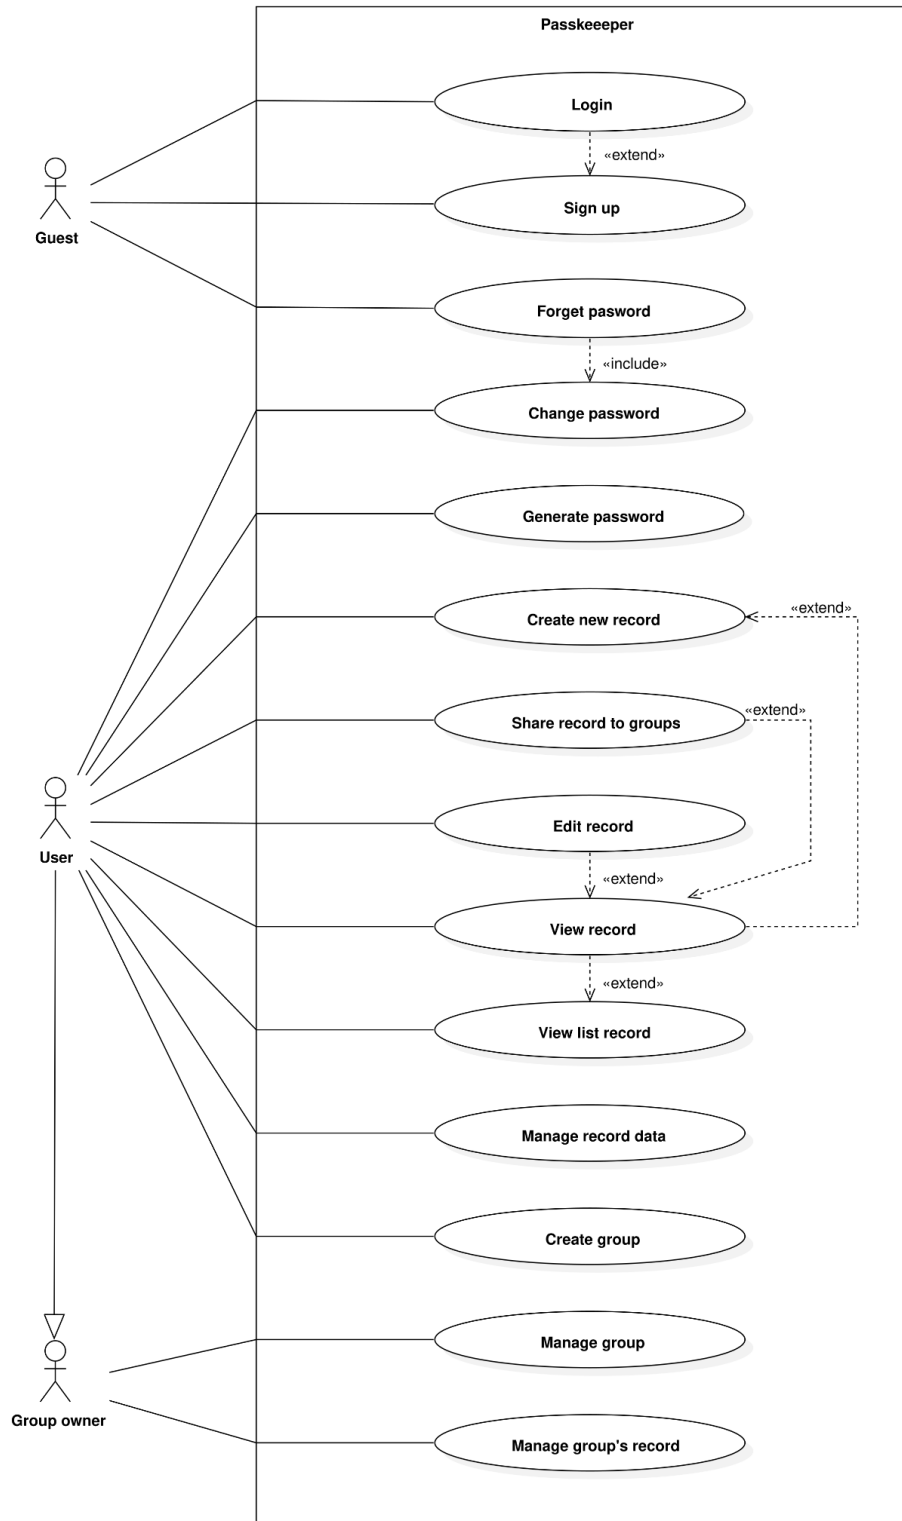 Passkeeeper
Login
«extend»
Sign up
Guest
Forget pasword
«include»
Change password
Generate password
«extend»
Create new record
«extend»
Share record to groups
Edit record
User
«extend»
View record
«extend»
View list record
Manage record data
Create group
Manage group
Group owner
Manage group's record